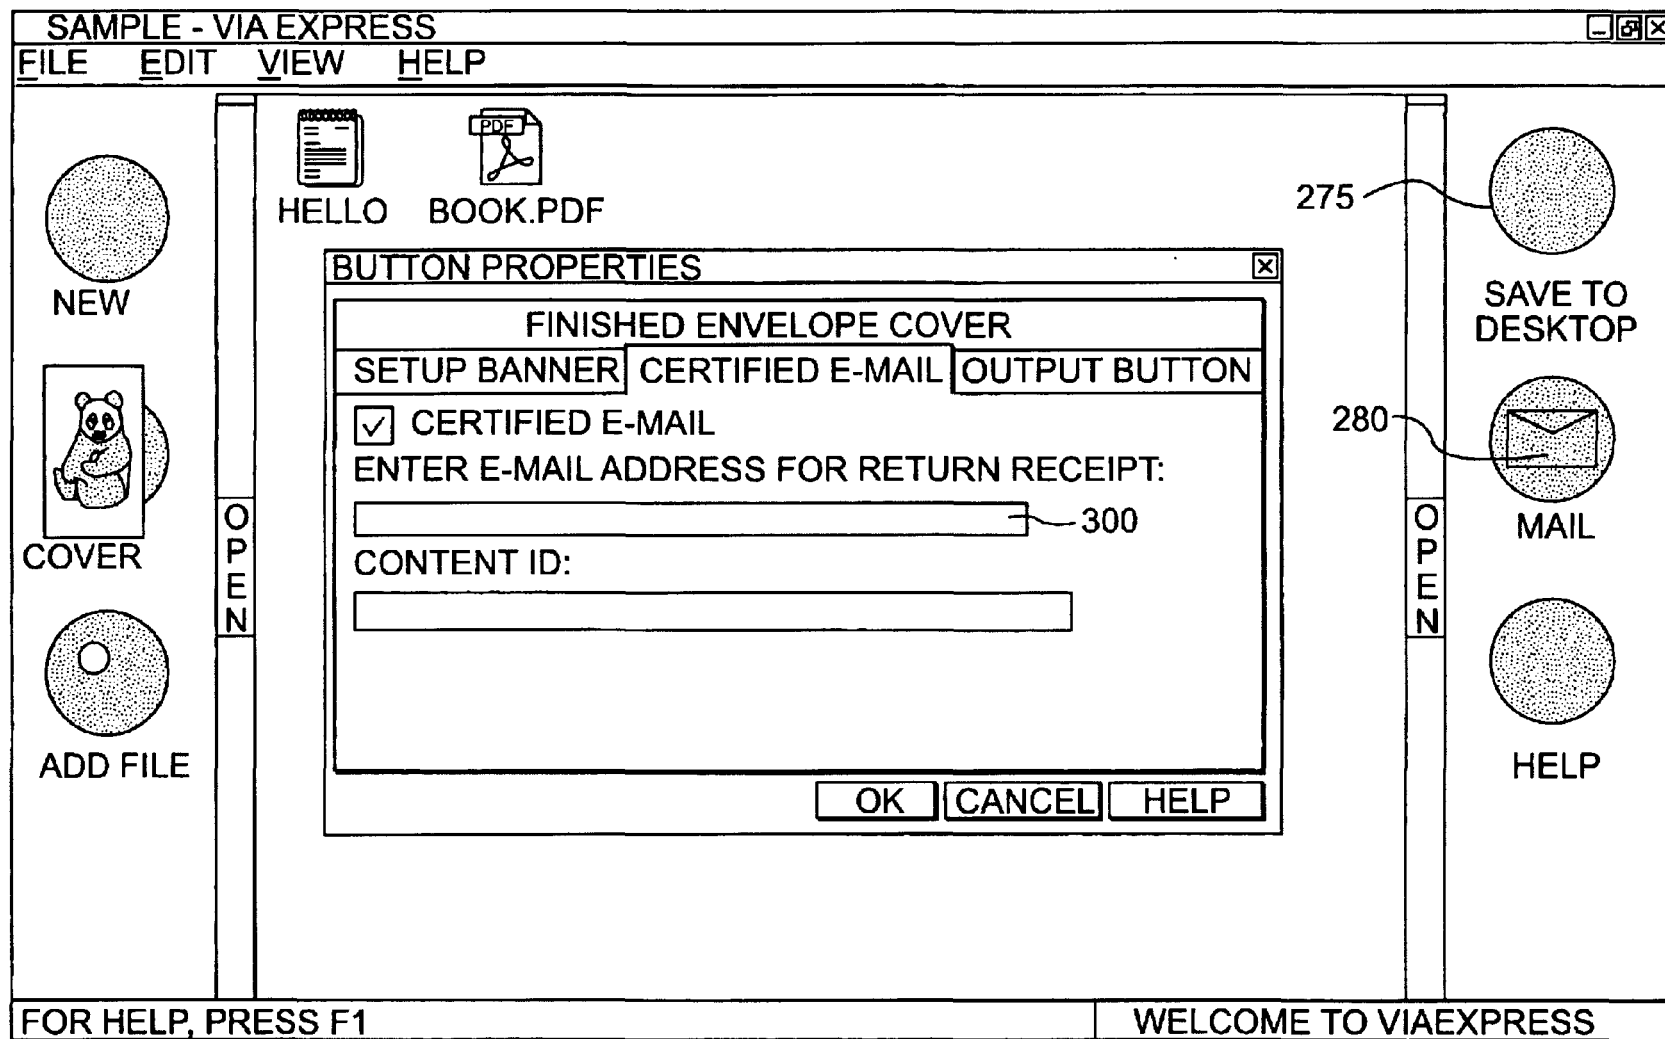 SAMPLE - VIA EXPRESS
FILE EDIT VIEW HELP
NEW
COVER
ADD FILE
OPEN
PDF
HELLO BOOK.PDF
BUTTON PROPERTIES
FINISHED ENVELOPE COVER
SETUP BANNER CERTIFIED E-MAIL OUTPUT BUTTON
CERTIFIED E-MAIL
ENTER E-MAIL ADDRESS FOR RETURN RECEIPT:
300
CONTENT ID:
OK CANCEL HELP
OPEN
275
SAVE TO
DESKTOP
280
MAIL
HELP
FOR HELP, PRESS F1 WELCOME TO VIAEXPRESS